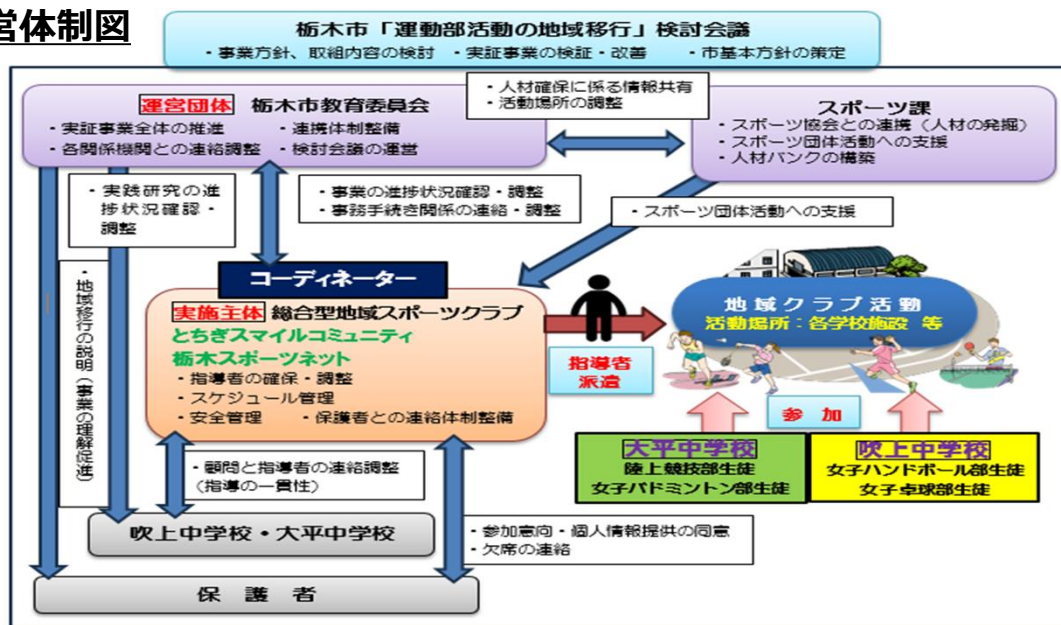 営体制図
栃木市「運動部活動の地域移行」検討会議
・事業方針、取組内容の検討　・実証事業の検証・改善　・市基本方針の策定
運営団体　栃木市教育委員会
・実証事業全体の推進　・連携体制整備
・各関係機関との連絡調整　・検討会議の運営
・人材確保に係る情報共有
・活動場所の調整
スポーツ課
・スポーツ協会との連携（人材の発掘）
・スポーツ団体活動への支援
・人材バンクの構築
・実践研究の進
捗状況確認・
調整
・事業の進捗状況確認・調整
・事務手続き関係の連絡・調整
・スポーツ団体活動への支援
・地域移行の説明（事業の理解促進）
コーディネーター
実施主体　総合型地域スポーツクラブ
とちぎスマイルコミュニティ
栃木スポーツネット
・指導者の確保・調整
・スケジュール管理
・安全管理　・保護者との連絡体制整備
指導者
派遣
地域クラブ活動
活動場所：各学校施設　等
参　加
大平中学校
陸上競技部生徒
女子バドミントン部生徒
吹上中学校
女子ハンドボール部生徒
女子卓球部生徒
・顧問と指導者の連絡調整
（指導の一貫性）
吹上中学校・大平中学校
・参加意向・個人情報提供の同意
・欠席の連絡
保　護　者